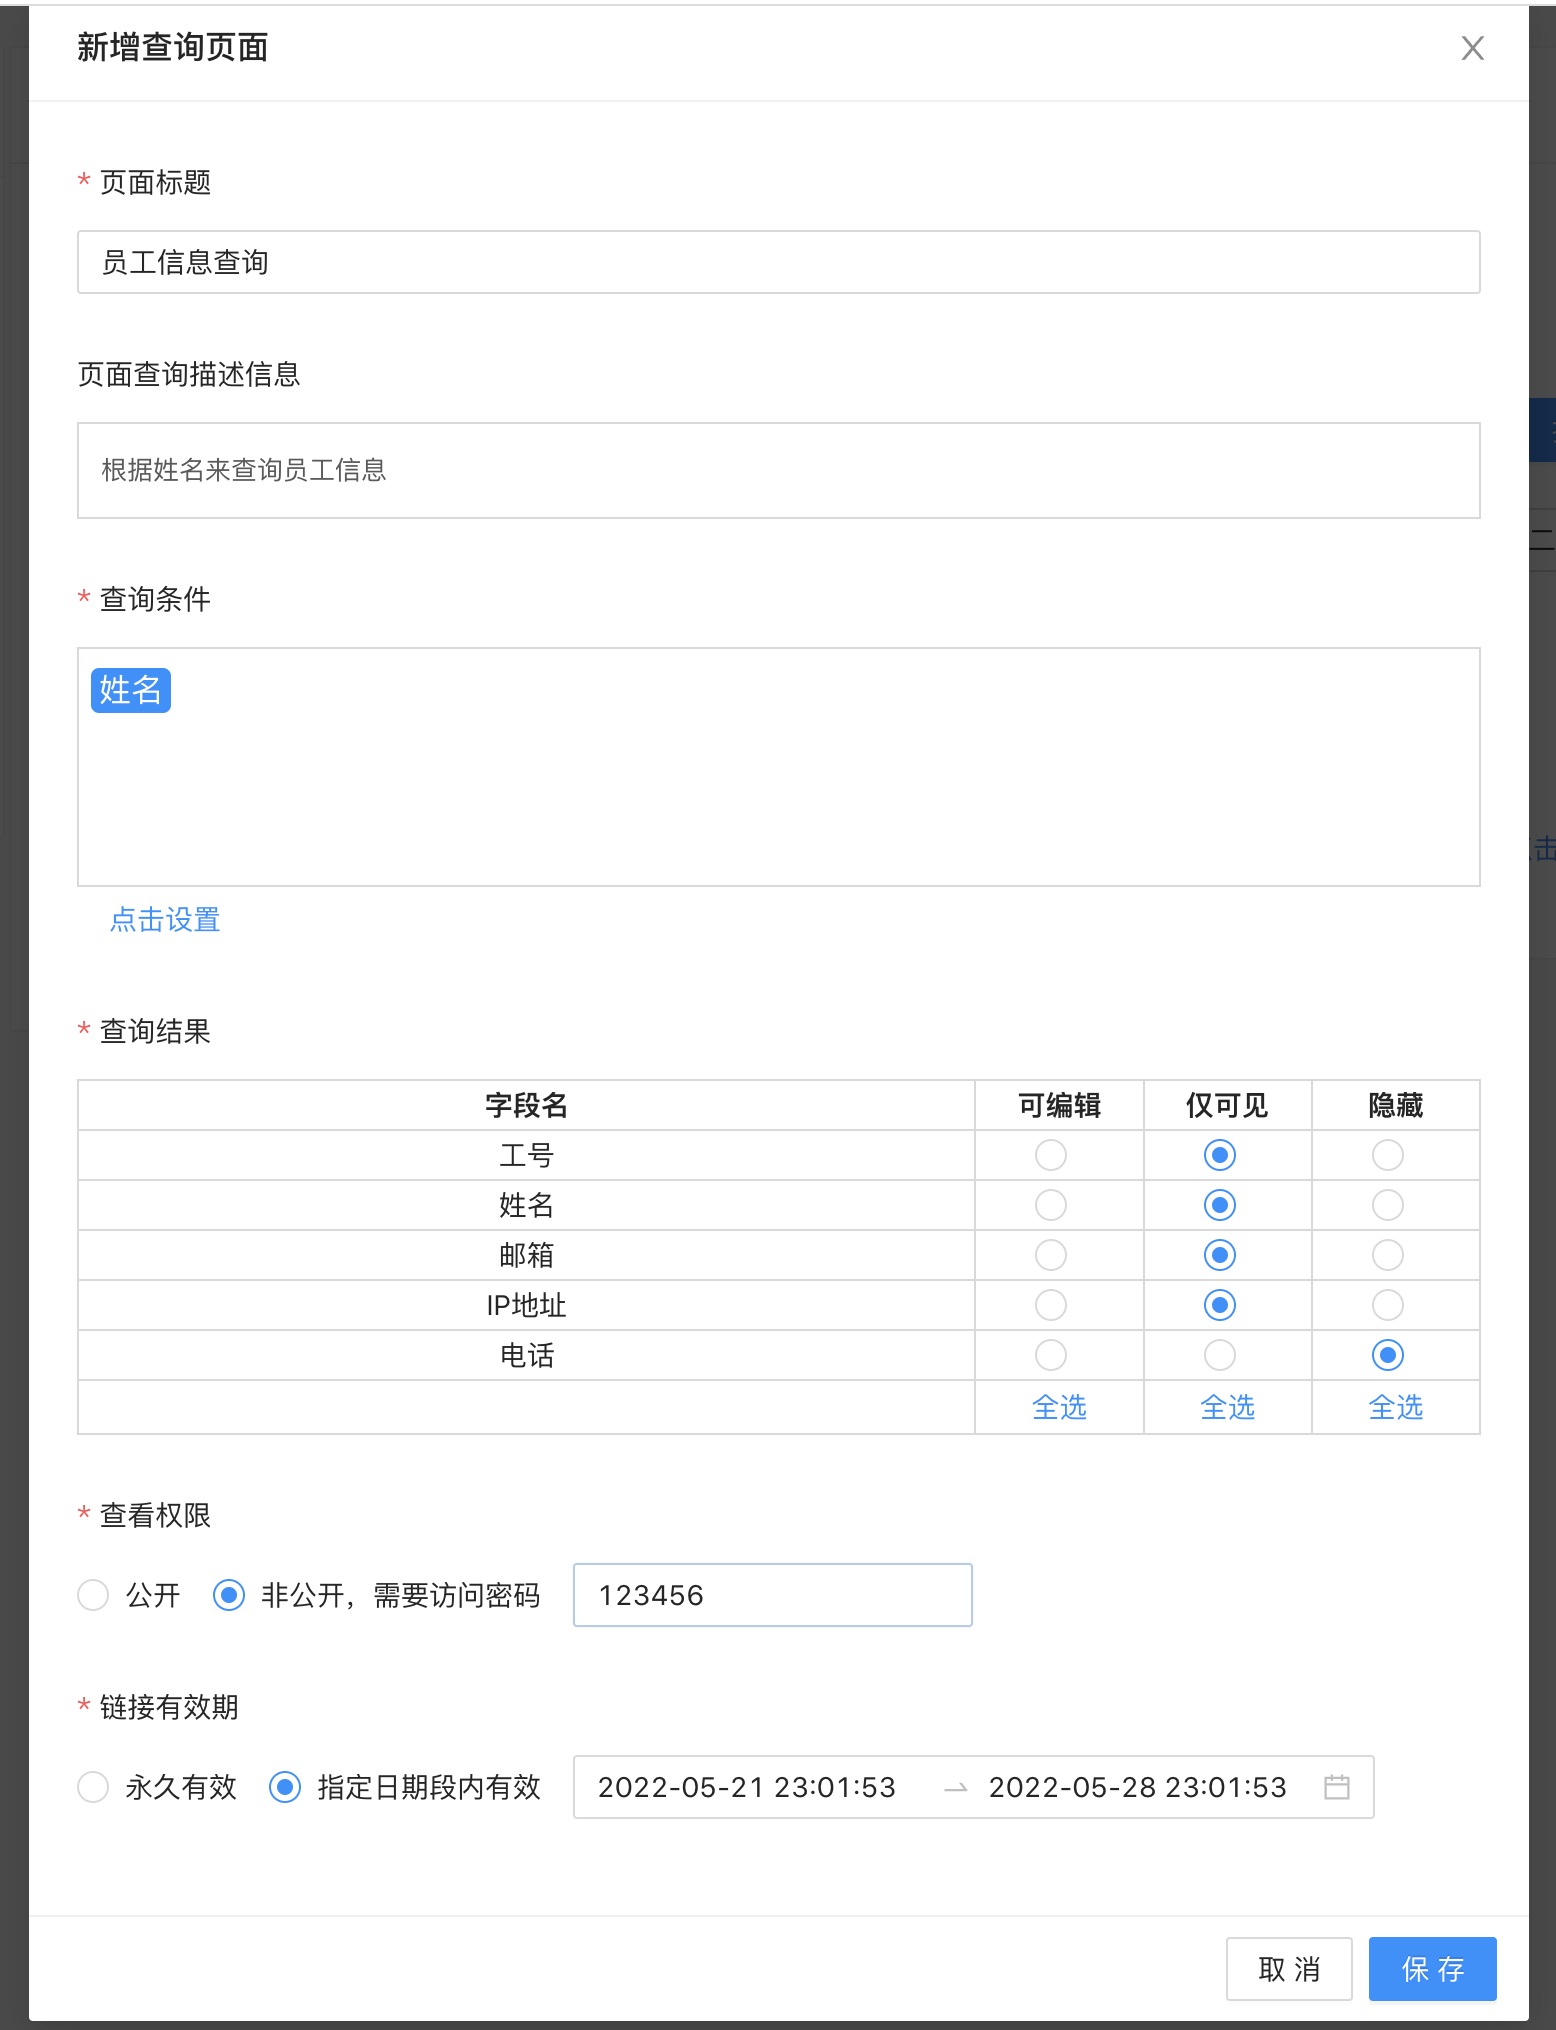 新增查询页面
* 页面标题
员工信息查询
页面查询描述信息
根据姓名来查询员工信息
* 查询条件
姓名
点击设置
* 查询结果
字段名 可编辑 仅可见 隐藏
工号
姓名
邮箱
IP地址
电话
全选 全选 全选
* 查看权限
公开 非公开，需要访问密码 123456
* 链接有效期
永久有效 指定日期段内有效 2022-05-21 23:01:53 → 2022-05-28 23:01:53
取 消 保 存